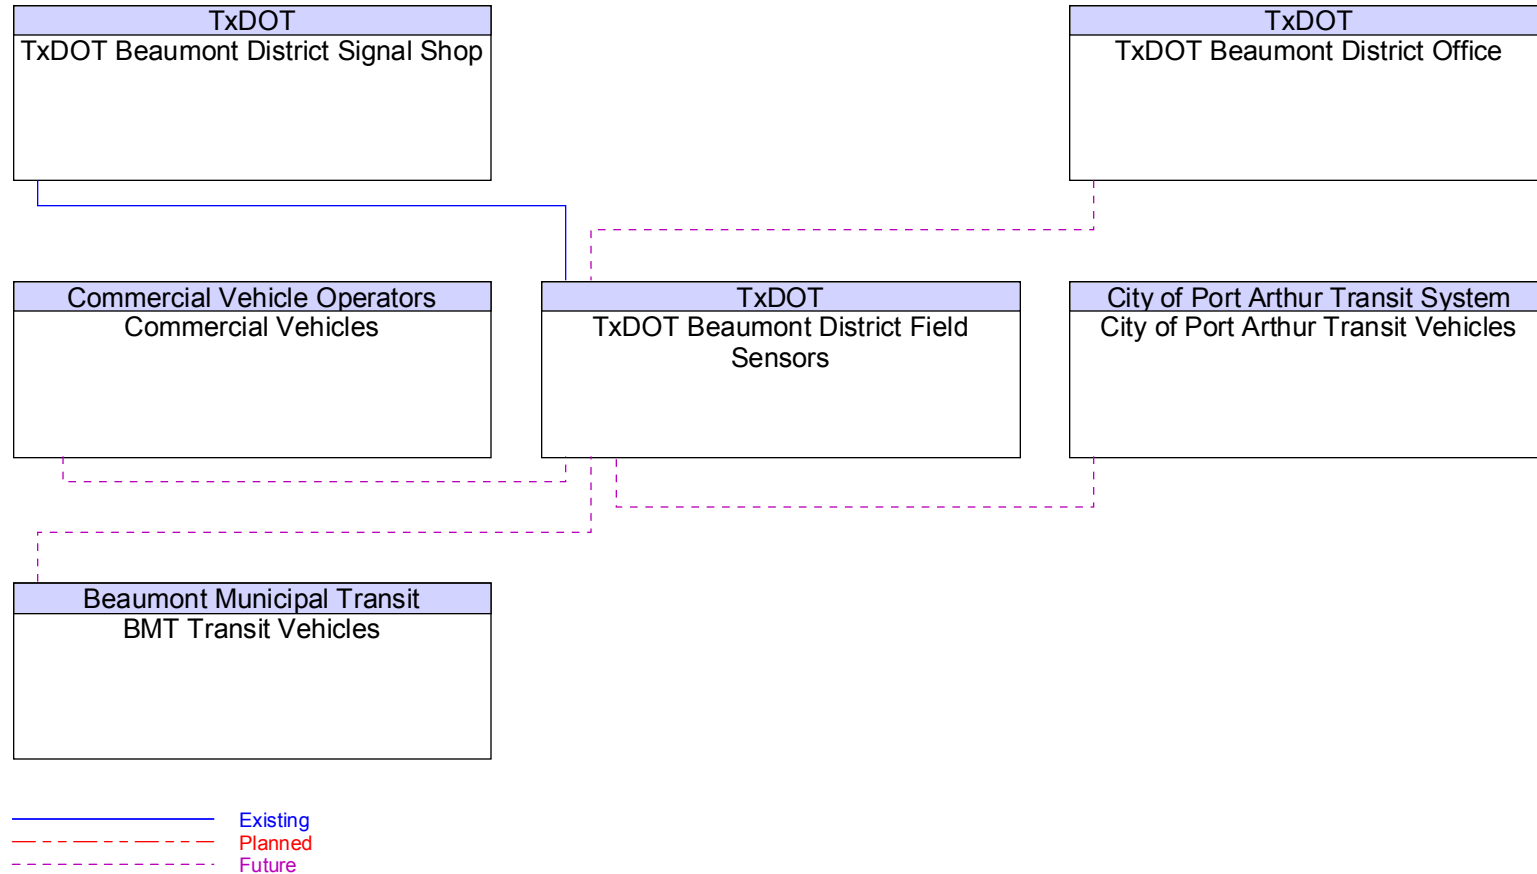 TxDOT
TxDOT Beaumont District Signal Shop
TxDOT
TxDOT Beaumont District Office
Commercial Vehicle Operators
Commercial Vehicles
TxDOT
TxDOT Beaumont District Field
Sensors
City of Port Arthur Transit System
City of Port Arthur Transit Vehicles
Beaumont Municipal Transit
BMT Transit Vehicles
Existing
Planned
Future